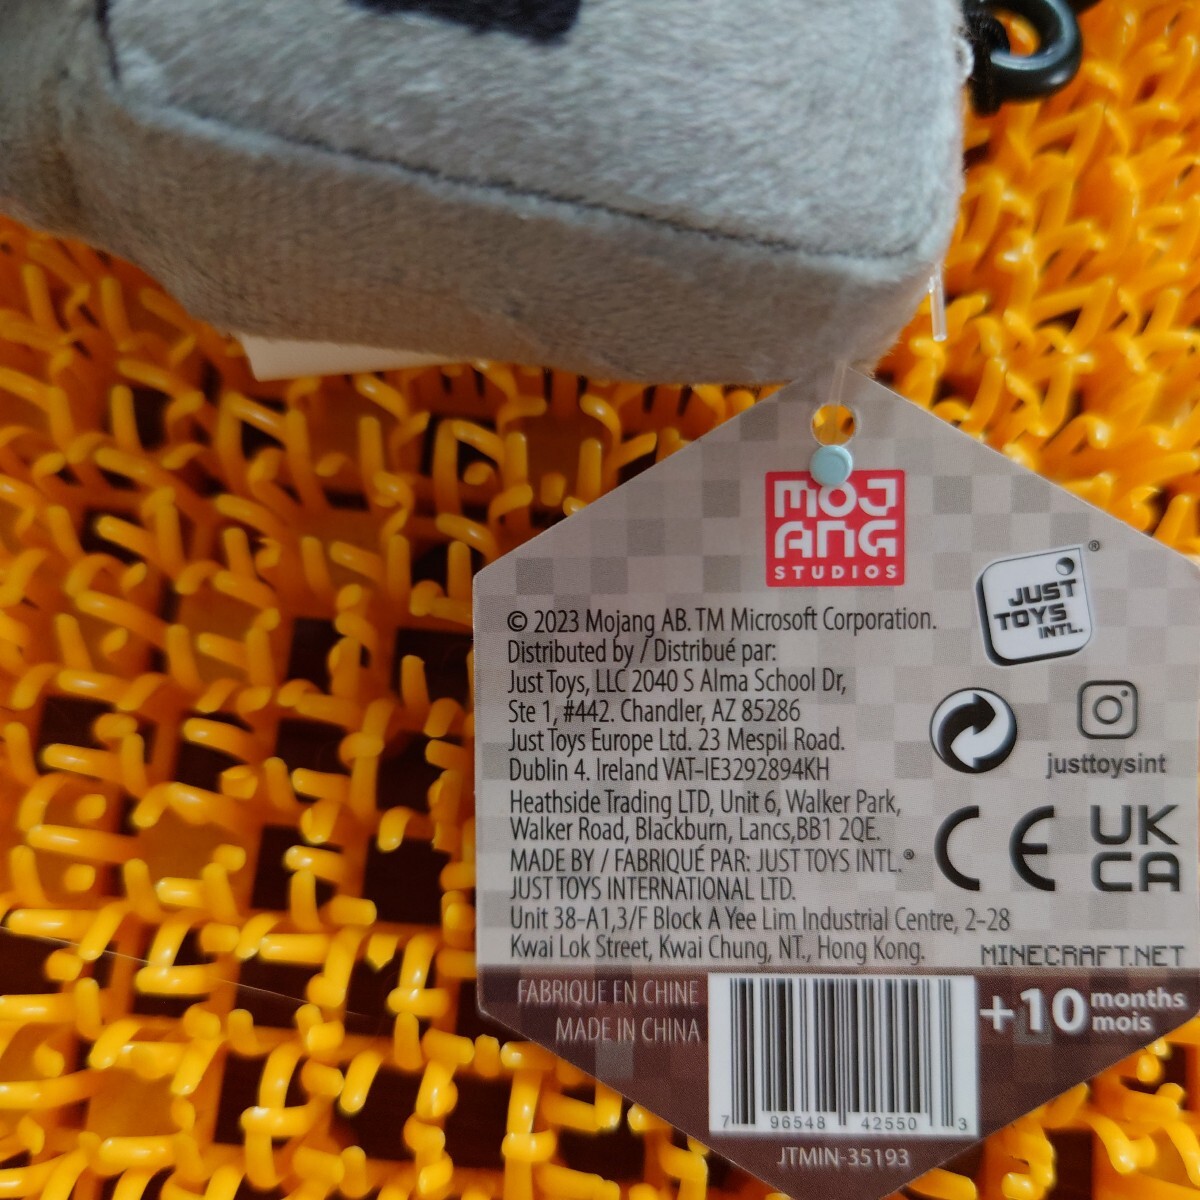 MOJ
ANG
STUDIOS
JUST
TOYS
INTL.
®
© 2023 Mojang AB. TM Microsoft Corporation.
Distributed by / Distribué par:
Just Toys, LLC 2040 S Alma School Dr,
Ste 1, #442. Chandler, AZ 85286
Just Toys Europe Ltd. 23 Mespil Road.
Dublin 4. Ireland VAT-IE3292894KH
Heathside Trading LTD, Unit 6, Walker Park,
Walker Road, Blackburn, Lancs,BB1 2QE.
MADE BY / FABRIQUÉ PAR: JUST TOYS INTL.®
JUST TOYS INTERNATIONAL LTD.
Unit 38-A1,3/F Block A Yee Lim Industrial Centre, 2-28
Kwai Lok Street, Kwai Chung, NT., Hong Kong.
justtoysint
CE
UK
CA
MINECRAFT.NET
FABRIQUE EN CHINE
MADE IN CHINA
+10 months
mois
7 96548 42550 3
JTMIN-35193